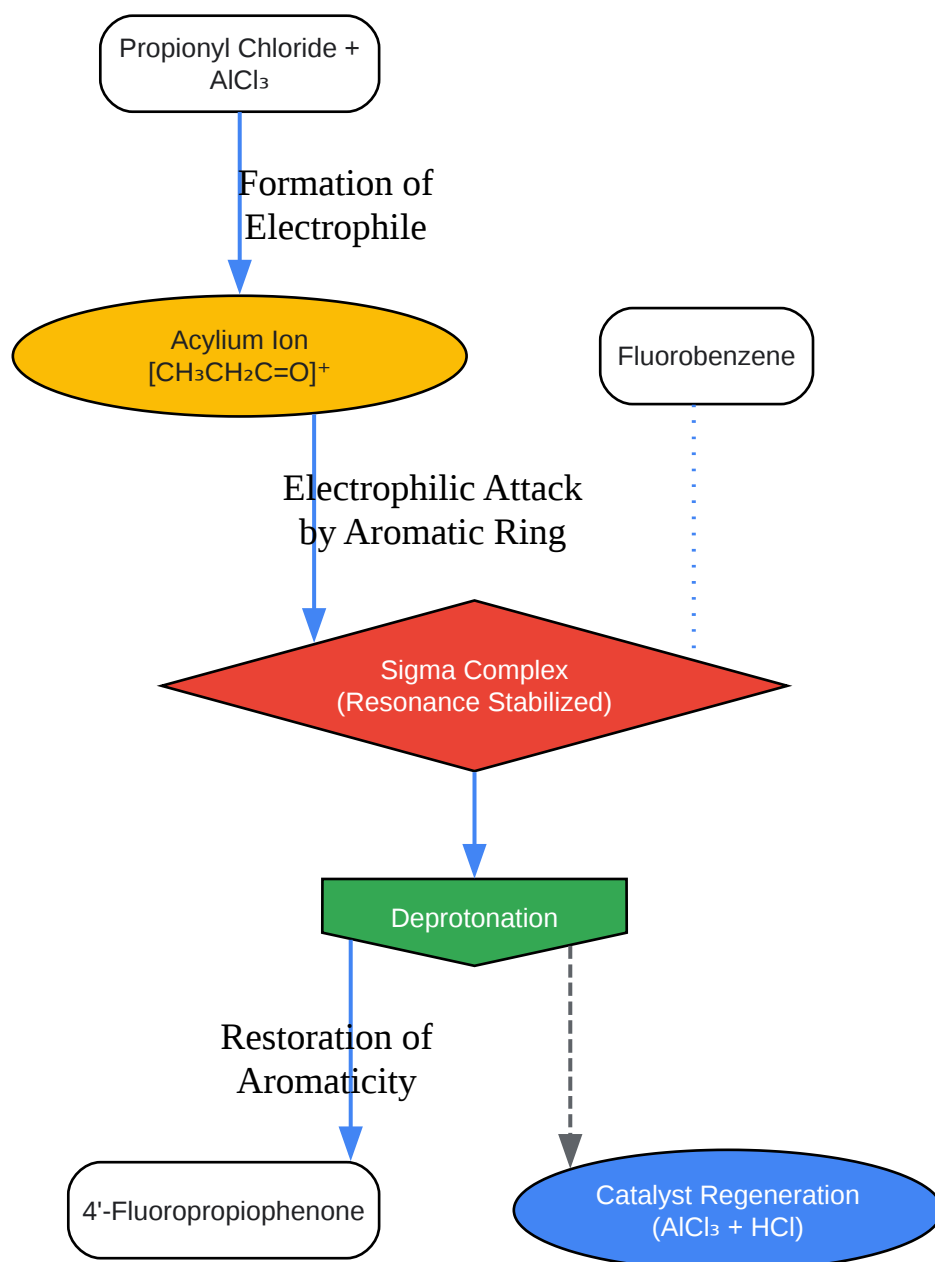 Propionyl Chloride +
AlCl₃
Formation of
Electrophile
Acylium Ion
[CH₃CH₂C=O]⁺
Fluorobenzene
Electrophilic Attack
by Aromatic Ring
Sigma Complex
(Resonance Stabilized)
Deprotonation
Restoration of
Aromaticity
4'-Fluoropropiophenone
Catalyst Regeneration
(AlCl₃ + HCl)